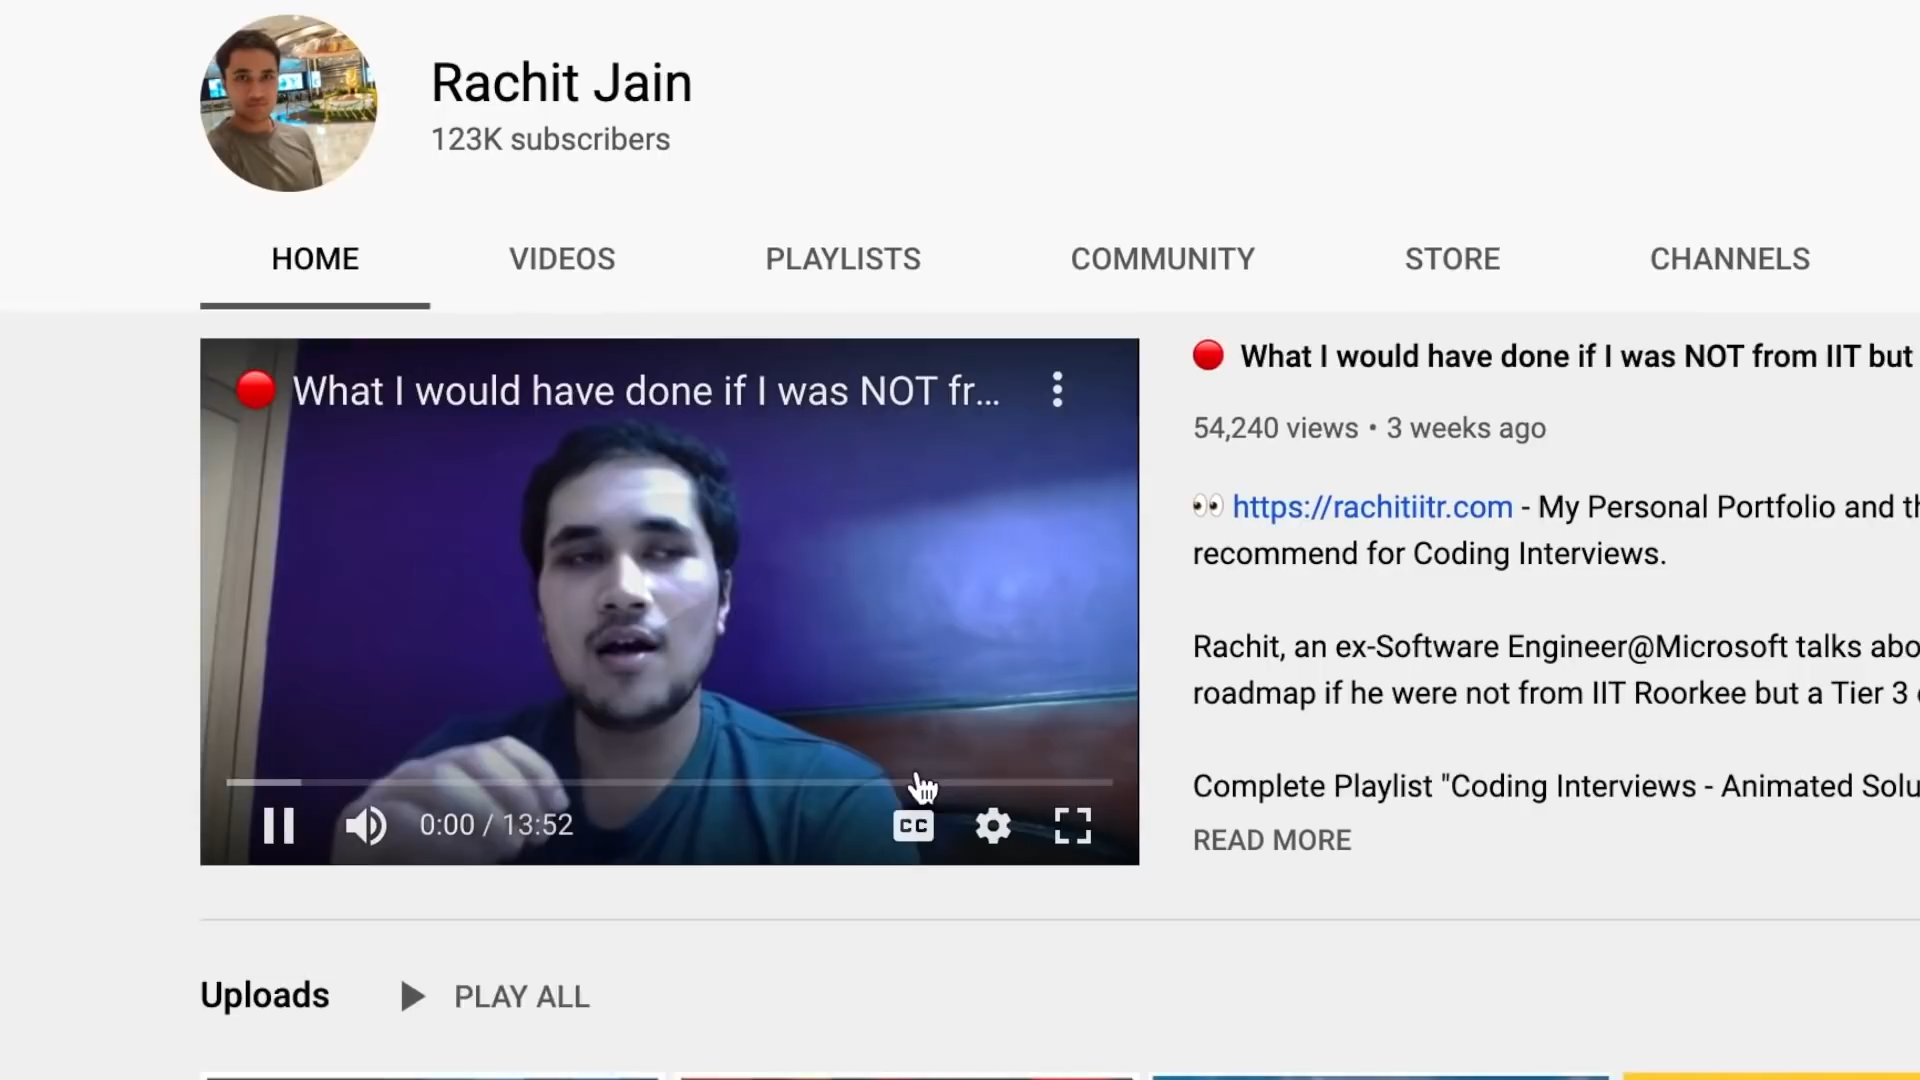 Rachit Jain
123K subscribers
HOME VIDEOS PLAYLISTS COMMUNITY STORE CHANNELS
What I would have done if I was NOT fr...
0:00 / 13:52
CC
What I would have done if I was NOT from IIT but
54,240 views • 3 weeks ago
https://rachitiitr.com - My Personal Portfolio and
recommend for Coding Interviews.
Rachit, an ex-Software Engineer@Microsoft talks
roadmap if he were not from IIT Roorkee but a Tier 3
Complete Playlist "Coding Interviews - Animated
READ MORE
Uploads PLAY ALL